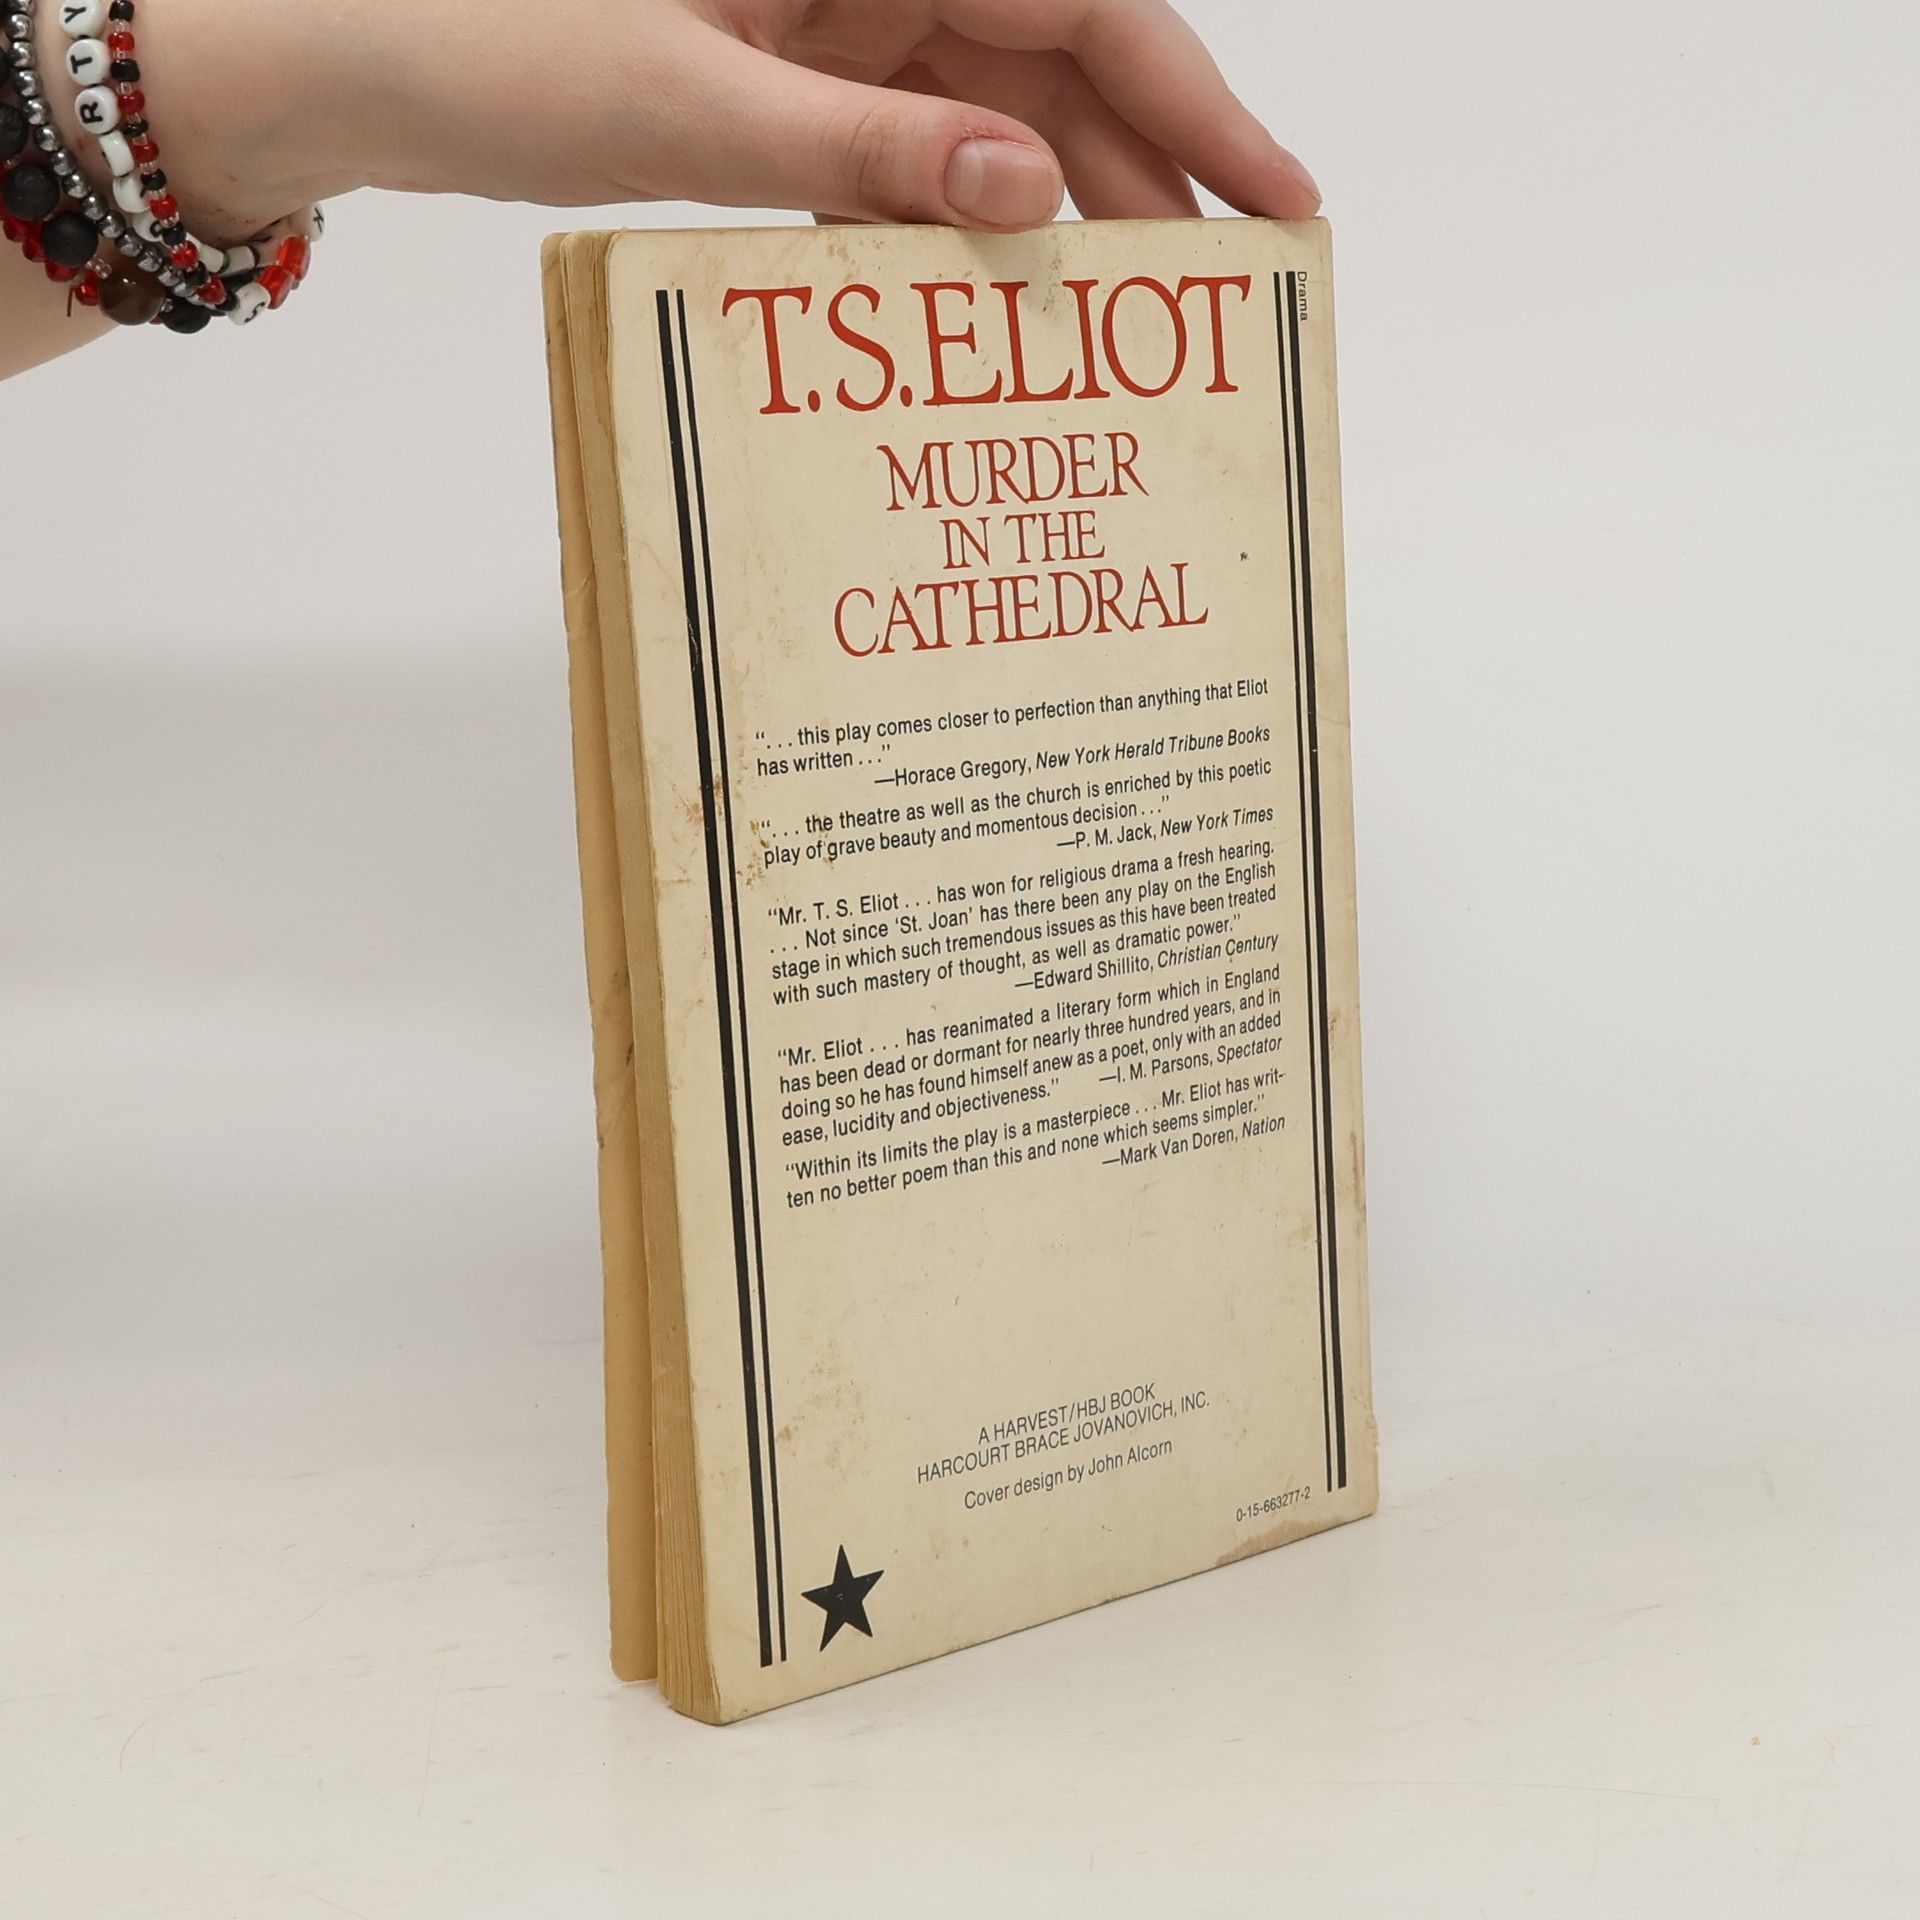 T.S. ELIOT
Drama
MURDER
IN THE
CATHEDRAL
“. . . this play comes closer to perfection than anything that Eliot
has written . . .”
—Horace Gregory, New York Herald Tribune Books
“. . . the theatre as well as the church is enriched by this poetic
play of grave beauty and momentous decision . . .”
—P. M. Jack, New York Times
“Mr. T. S. Eliot . . . has won for religious drama a fresh hearing.
. . . Not since ‘St. Joan’ has there been any play on the English
stage in which such tremendous issues as this have been treated
with such mastery of thought, as well as dramatic power.”
—Edward Shillito, Christian Century
“Mr. Eliot . . . has reanimated a literary form which in England
has been dead or dormant for nearly three hundred years, and in
doing so he has found himself anew as a poet, only with an added
ease, lucidity and objectiveness.” —I. M. Parsons, Spectator
“Within its limits the play is a masterpiece . . . Mr. Eliot has writ-
ten no better poem than this and none which seems simpler.”
—Mark Van Doren, Nation
A HARVEST/HBJ BOOK
HARCOURT BRACE JOVANOVICH, INC.
Cover design by John Alcorn
0-15-663277-2